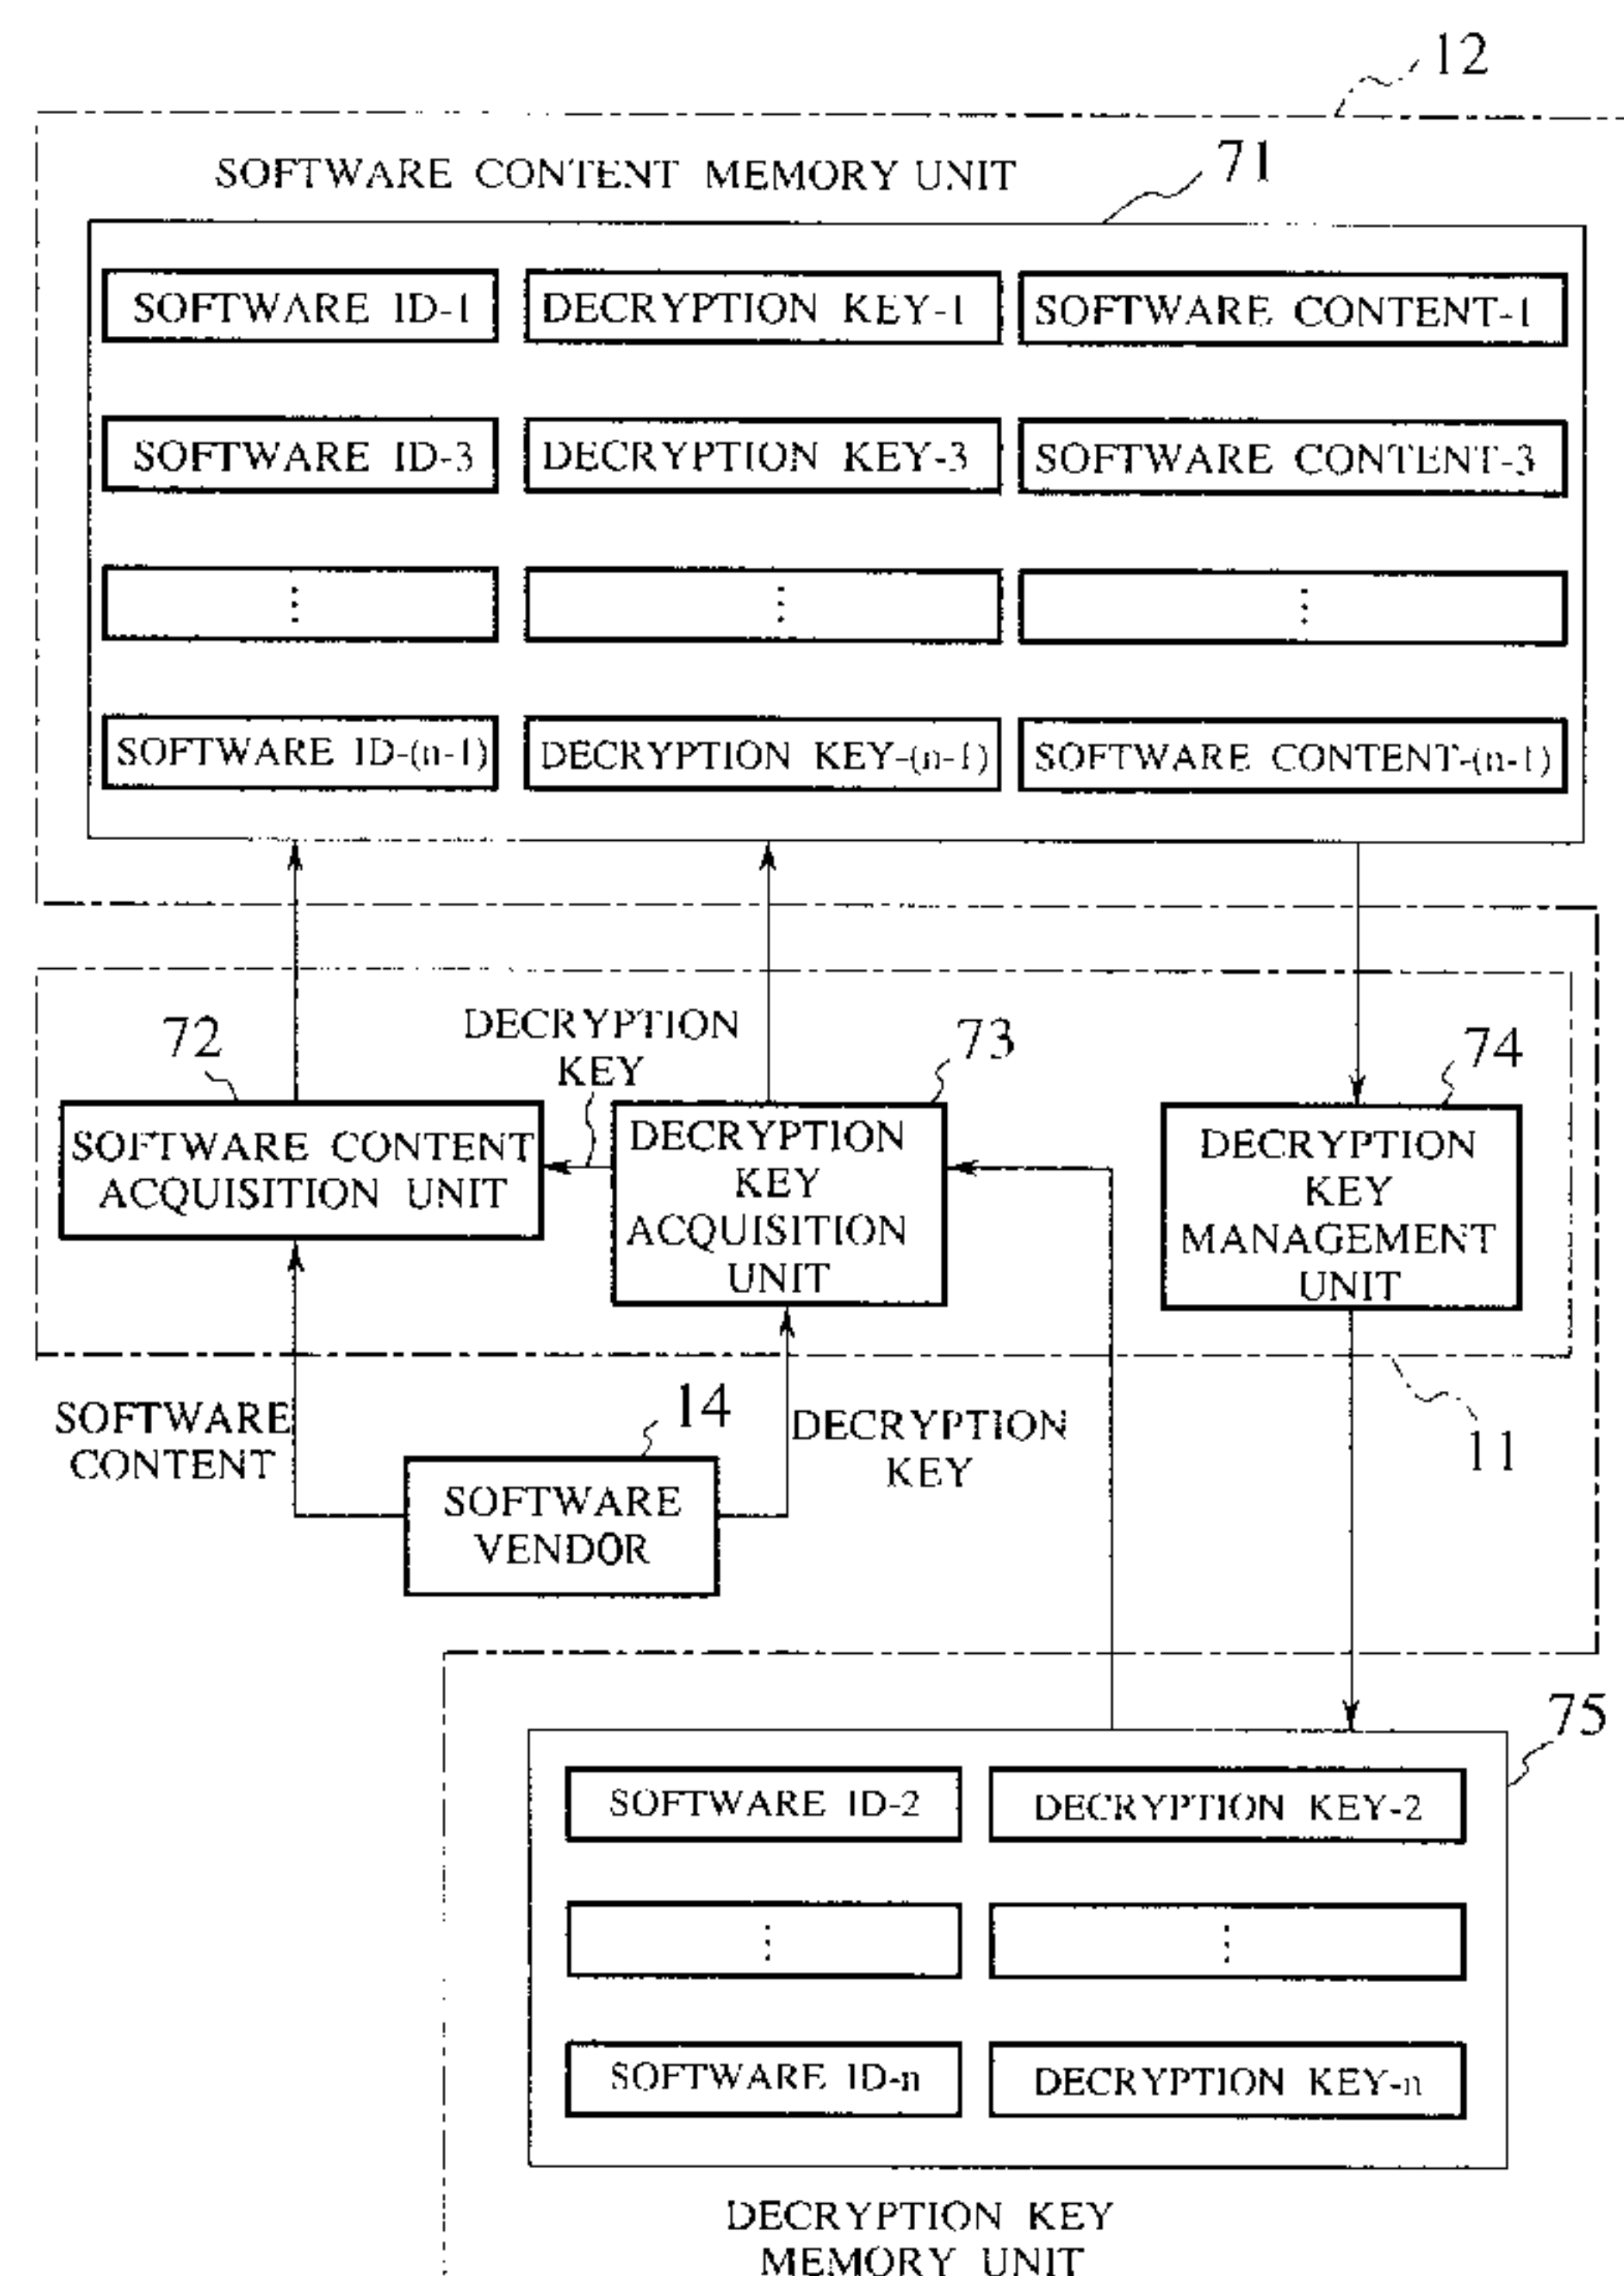 12
SOFTWARE CONTENT MEMORY UNIT
71
SOFTWARE ID-1
DECRYPTION KEY-1
SOFTWARE CONTENT-1
SOFTWARE ID-3
DECRYPTION KEY-3
SOFTWARE CONTENT-3
SOFTWARE ID-(n-1)
DECRYPTION KEY-(n-1)
SOFTWARE CONTENT-(n-1)
72
DECRYPTION
KEY
73
74
SOFTWARE CONTENT
ACQUISITION UNIT
DECRYPTION
KEY
ACQUISITION
UNIT
DECRYPTION
KEY
MANAGEMENT
UNIT
SOFTWARE
CONTENT
14
DECRYPTION
KEY
11
SOFTWARE
VENDOR
75
SOFTWARE ID-2
DECRYPTION KEY-2
SOFTWARE ID-n
DECRYPTION KEY-n
DECRYPTION KEY
MEMORY UNIT